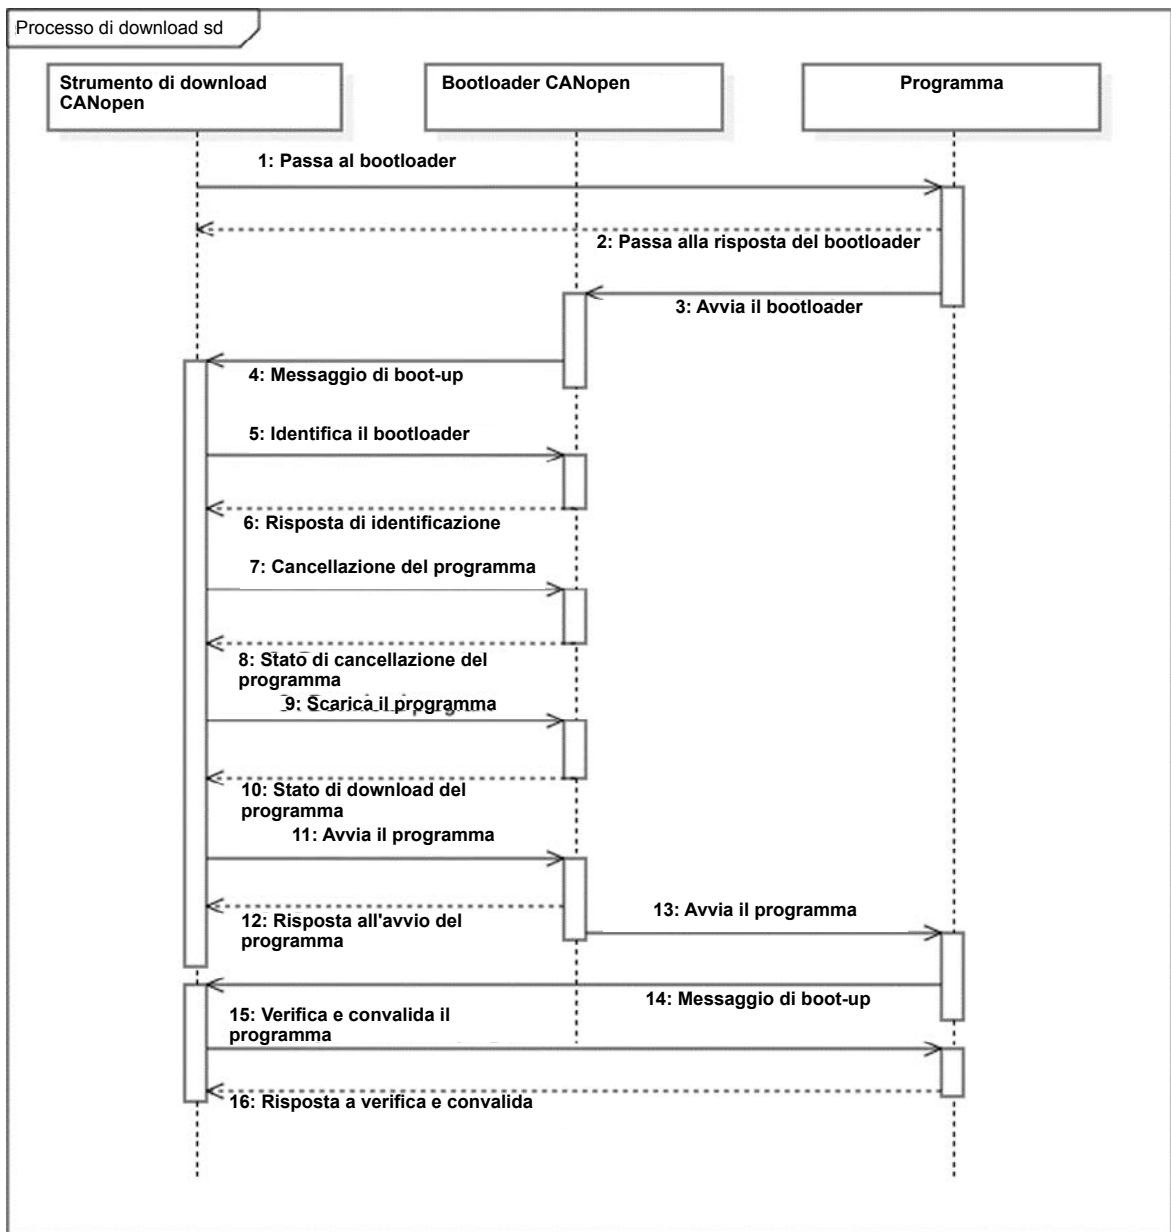 Processo di download sd
Strumento di download
CANopen
Bootloader CANopen
Programma
1: Passa al bootloader
2: Passa alla risposta del bootloader
3: Avvia il bootloader
4: Messaggio di boot-up
5: Identifica il bootloader
6: Risposta di identificazione
7: Cancellazione del programma
8: Stato di cancellazione del
programma
9: Scarica il programma
10: Stato di download del
programma
11: Avvia il programma
12: Risposta all'avvio del
programma
13: Avvia il programma
14: Messaggio di boot-up
15: Verifica e convalida il
programma
16: Risposta a verifica e convalida